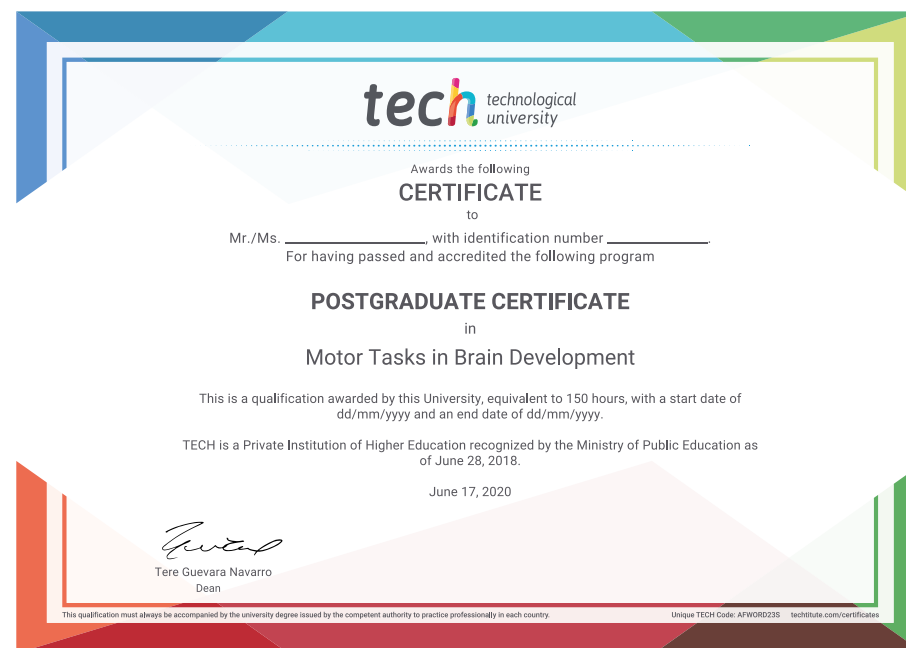 tech technological
university
Awards the following
CERTIFICATE
to
Mr./Ms. ____________________, with identification number ______________.
For having passed and accredited the following program
POSTGRADUATE CERTIFICATE
in
Motor Tasks in Brain Development
This is a qualification awarded by this University, equivalent to 150 hours, with a start date of
dd/mm/yyyy and an end date of dd/mm/yyyy.
TECH is a Private Institution of Higher Education recognized by the Ministry of Public Education as
of June 28, 2018.
June 17, 2020
Tere Guevara Navarro
Dean
This qualification must always be accompanied by the university degree issued by the competent authority to practice professionally in each country. Unique TECH Code: AFWORD23S techtitute.com/certificates